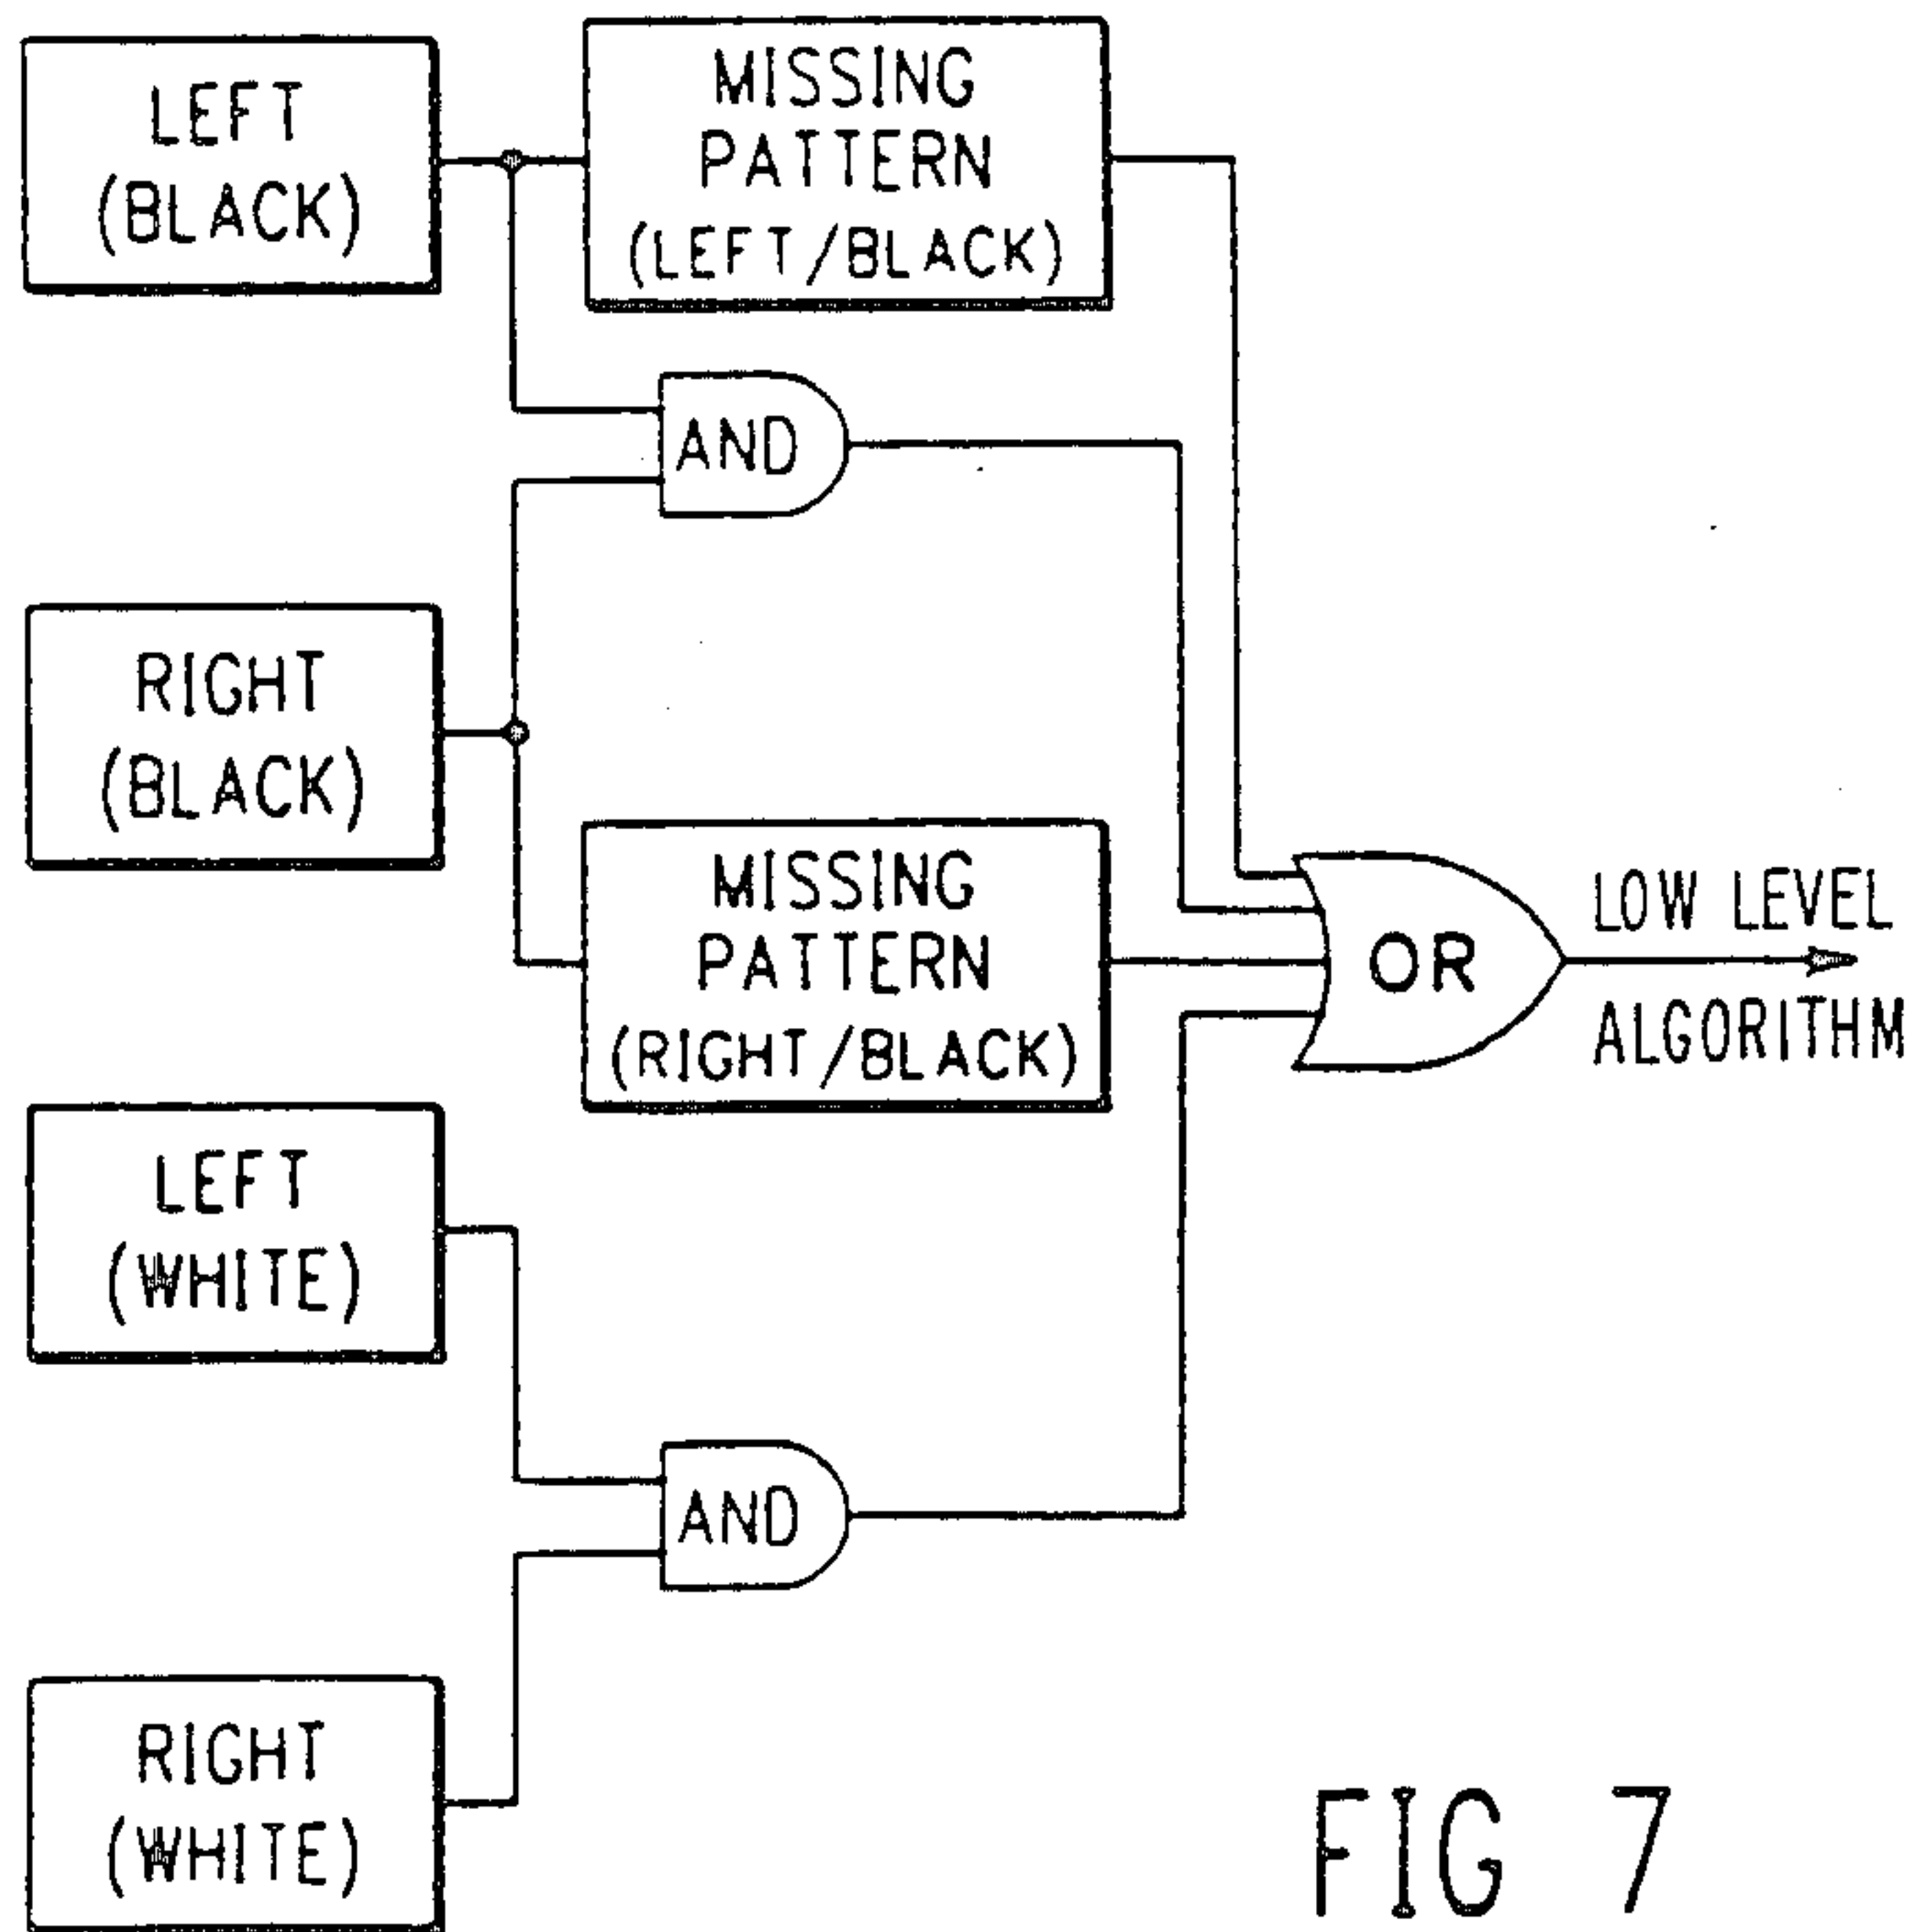 LEFT
(BLACK)
MISSING
PATTERN
(LEFT/BLACK)
AND
RIGHT
(BLACK)
MISSING
PATTERN
(RIGHT/BLACK)
OR
LOW LEVEL
ALGORITHM
LEFT
(WHITE)
AND
RIGHT
(WHITE)
FIG 7